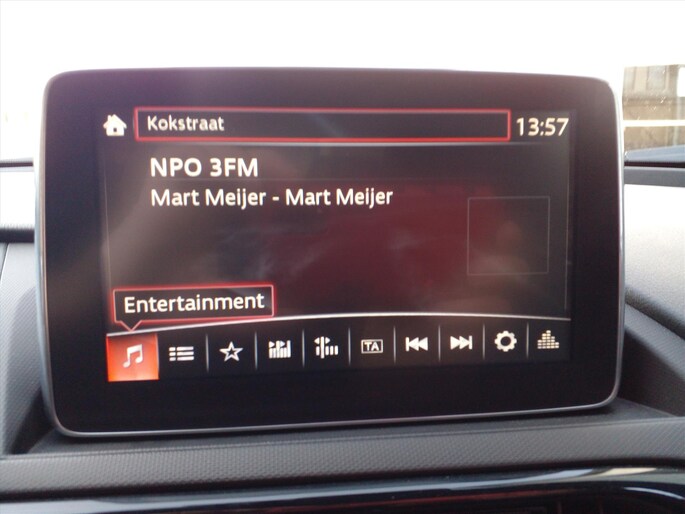 Kokstraat
13:57
NPO 3FM
Mart Meijer - Mart Meijer
Entertainment
TA